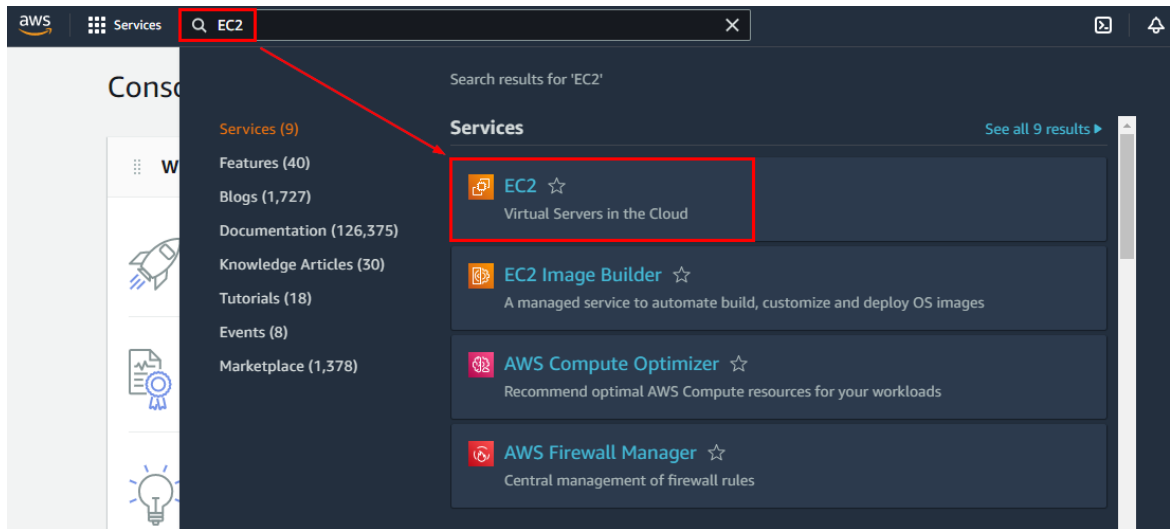 aws
Services
EC2
Conso
W
Search results for 'EC2'
Services (9)
Features (40)
Blogs (1,727)
Documentation (126,375)
Knowledge Articles (30)
Tutorials (18)
Events (8)
Marketplace (1,378)
Services
See all 9 results
EC2
Virtual Servers in the Cloud
EC2 Image Builder
A managed service to automate build, customize and deploy OS images
AWS Compute Optimizer
Recommend optimal AWS Compute resources for your workloads
AWS Firewall Manager
Central management of firewall rules